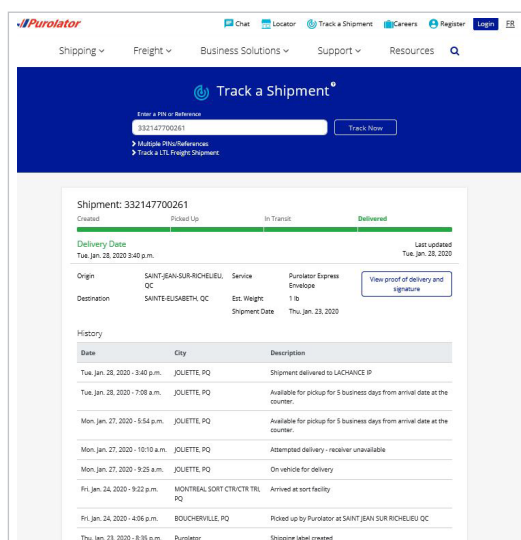 Purolator
Chat Locator Track a Shipment Careers Register Login FR
Shipping Freight Business Solutions Support Resources
Track a Shipment
Enter a PIN or Reference
332147700261 Track Now
Multiple PINs/References
Track a LTL Freight Shipment
Shipment: 332147700261
Created Picked Up In Transit Delivered
Delivery Date Last updated
Tue. Jan. 28, 2020 3:40 p.m. Tue. Jan. 28, 2020
Origin SAINT-JEAN-SUR-RICHELIEU, Service Purolator Express View proof of delivery and
QC Envelope signature
Destination SAINTE-ELISABETH, QC Est. Weight 1 lb
Shipment Date Thu. Jan. 23, 2020
History
Date City Description
Tue. Jan. 28, 2020 - 3:40 p.m. JOLIETTE, PQ Shipment delivered to LACHANCE IP
Tue. Jan. 28, 2020 - 7:08 a.m. JOLIETTE, PQ Available for pickup for 5 business days from arrival date at the
counter.
Mon. Jan. 27, 2020 - 5:54 p.m. JOLIETTE, PQ Available for pickup for 5 business days from arrival date at the
counter.
Mon. Jan. 27, 2020 - 10:10 a.m. JOLIETTE, PQ Attempted delivery - receiver unavailable
Mon. Jan. 27, 2020 - 9:25 a.m. JOLIETTE, PQ On vehicle for delivery
Fri. Jan. 24, 2020 - 9:22 p.m. MONTREAL SORT CTR/CTR TRI, Arrived at sort facility
PQ
Fri. Jan. 24, 2020 - 4:06 p.m. BOUCHERVILLE, PQ Picked up by Purolator at SAINT JEAN SUR RICHELIEU QC
Thu. Jan. 23, 2020 - 8:35 p.m. Purolator Shipping label created